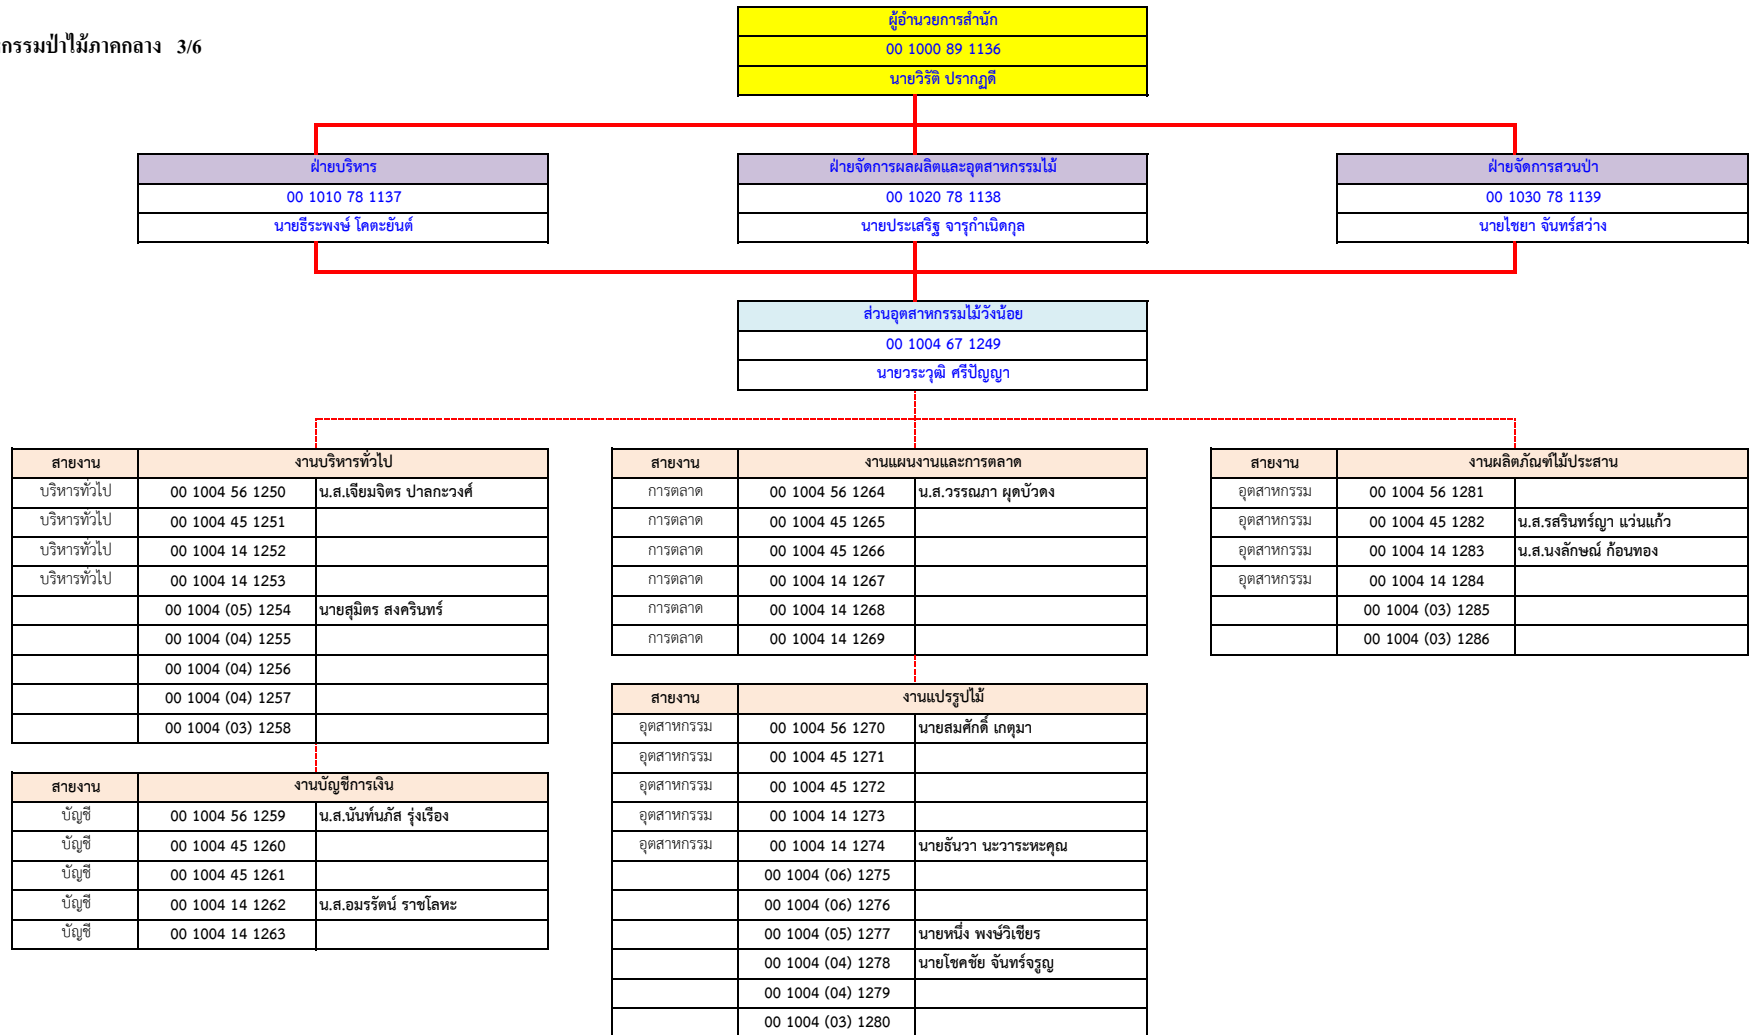 กรรมป่าไม้ภาคกลาง 3/6
ผู้อำนวยการสำนัก
00 1000 89 1136
นายวิรัติ ปรากฏดี
ฝ่ายบริหาร
00 1010 78 1137
นายธีระพงษ์ โคตะยันต์
ฝ่ายจัดการผลผลิตและอุตสาหกรรมไม้
00 1020 78 1138
นายประเสริฐ จารุกำเนิดกุล
ฝ่ายจัดการสวนป่า
00 1030 78 1139
นายไชยา จันทร์สว่าง
ส่วนอุตสาหกรรมไม้วังน้อย
00 1004 67 1249
นายวระวุฒิ ศรีปัญญา
สายงาน งานบริหารทั่วไป
บริหารทั่วไป 00 1004 56 1250 น.ส.เจียมจิตร ปาลกะวงศ์
บริหารทั่วไป 00 1004 45 1251
บริหารทั่วไป 00 1004 14 1252
บริหารทั่วไป 00 1004 14 1253
00 1004 (05) 1254 นายสุมิตร สงครินทร์
00 1004 (04) 1255
00 1004 (04) 1256
00 1004 (04) 1257
00 1004 (03) 1258
สายงาน งานบัญชีการเงิน
บัญชี 00 1004 56 1259 น.ส.นันท์นภัส รุ่งเรือง
บัญชี 00 1004 45 1260
บัญชี 00 1004 45 1261
บัญชี 00 1004 14 1262 น.ส.อมรรัตน์ ราชโลหะ
บัญชี 00 1004 14 1263
สายงาน งานแผนงานและการตลาด
การตลาด 00 1004 56 1264 น.ส.วรรณภา ผุดบัวดง
การตลาด 00 1004 45 1265
การตลาด 00 1004 45 1266
การตลาด 00 1004 14 1267
การตลาด 00 1004 14 1268
การตลาด 00 1004 14 1269
สายงาน งานแปรรูปไม้
อุตสาหกรรม 00 1004 56 1270 นายสมศักดิ์ เกตุมา
อุตสาหกรรม 00 1004 45 1271
อุตสาหกรรม 00 1004 45 1272
อุตสาหกรรม 00 1004 14 1273
อุตสาหกรรม 00 1004 14 1274 นายธันวา นะวาระหะคุณ
00 1004 (06) 1275
00 1004 (06) 1276
00 1004 (05) 1277 นายหนึ่ง พงษ์วิเชียร
00 1004 (04) 1278 นายโชคชัย จันทร์จรูญ
00 1004 (04) 1279
00 1004 (03) 1280
สายงาน งานผลิตภัณฑ์ไม้ประสาน
อุตสาหกรรม 00 1004 56 1281
อุตสาหกรรม 00 1004 45 1282 น.ส.รสรินทร์ญา แว่นแก้ว
อุตสาหกรรม 00 1004 14 1283 น.ส.นงลักษณ์ ก้อนทอง
อุตสาหกรรม 00 1004 14 1284
00 1004 (03) 1285
00 1004 (03) 1286